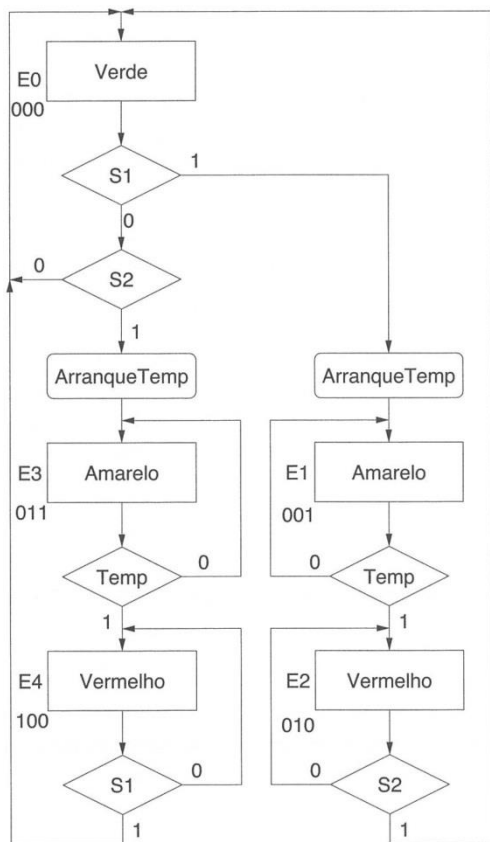 Verde
E0
000
S1
1
0
0
S2
1
ArranqueTemp
ArranqueTemp
E3
Amarelo
011
E1
Amarelo
001
Temp
0
0
Temp
1
1
E4
Vermelho
100
E2
Vermelho
010
S1
0
0
S2
1
1